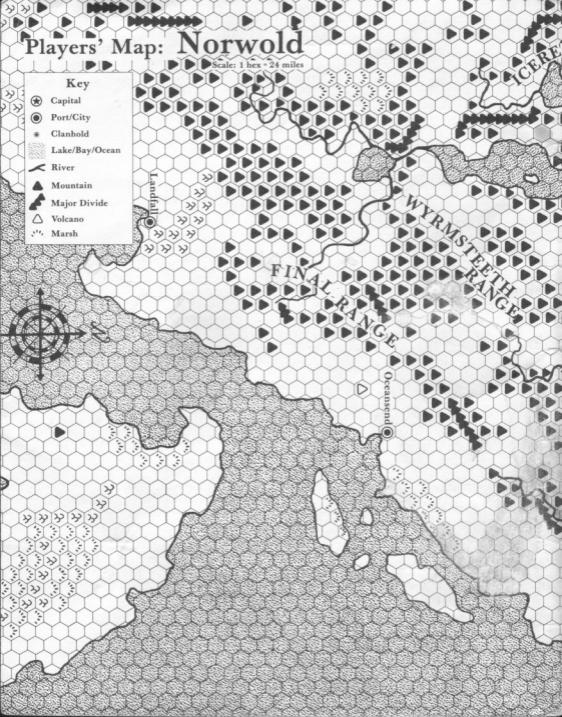 Players' Map: Norwold
Scale: 1 hex = 24 miles
Key
Capital
Port/City
Clanhold
Lake/Bay/Ocean
River
Mountain
Major Divide
Volcano
Marsh
Landfall
WYRMSTEETH
RANGE
FINAL RANGE
Oceansend
N